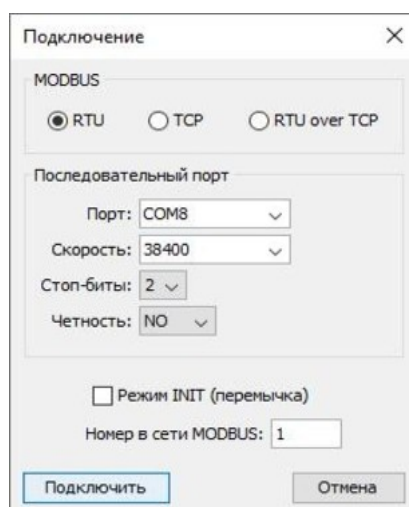 Подключение
MODBUS
RTU TCP RTU over TCP
Последовательный порт
Порт: COM8
Скорость: 38400
Стоп-биты: 2
Четность: NO
Режим INIT (перемычка)
Номер в сети MODBUS: 1
Подключить Отмена